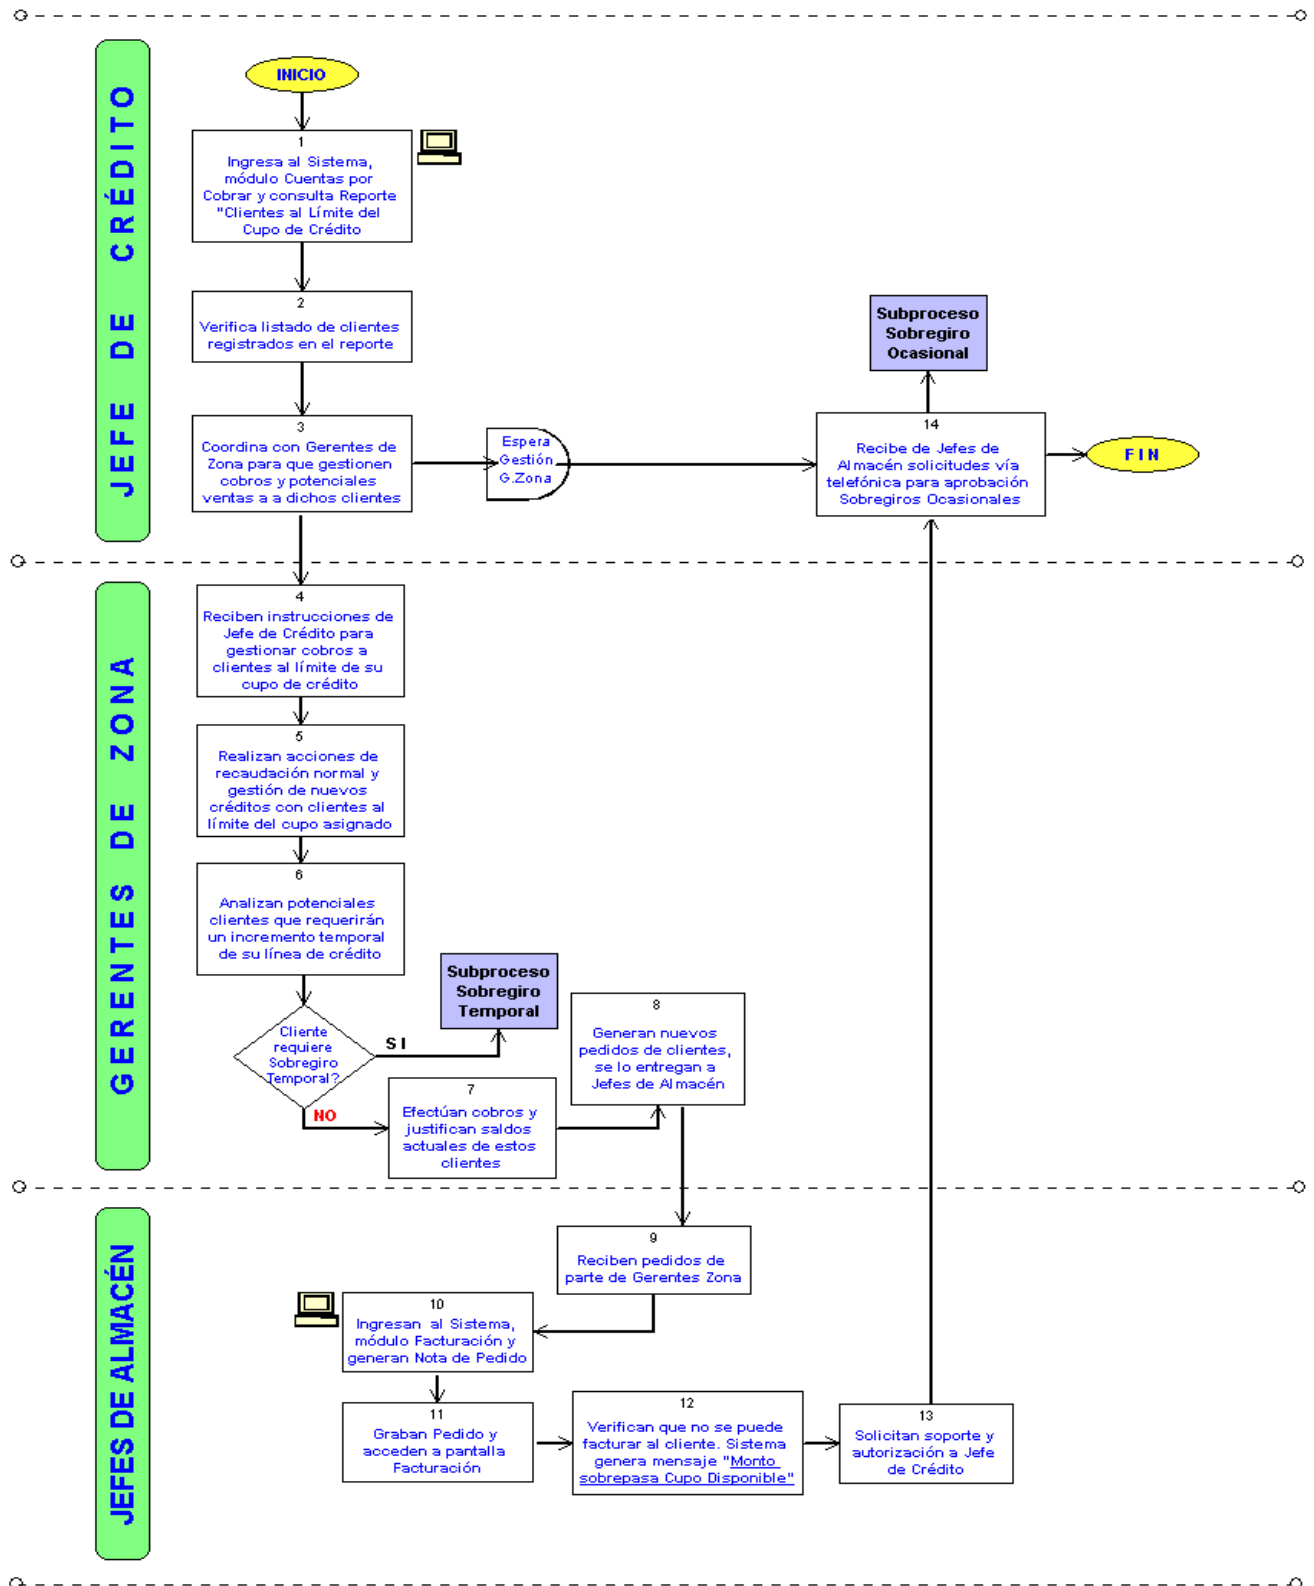 JEFE DE CRÉDITO
INICIO
1
Ingresa al Sistema,
módulo Cuentas por
Cobrar y consulta Reporte
"Clientes al Límite del
Cupo de Crédito
2
Verifica listado de clientes
registrados en el reporte
3
Coordina con Gerentes de
Zona para que gestionen
cobros y potenciales
ventas a a dichos clientes
Espera
Gestión
G.Zona
Subproceso
Sobregiro
Ocasional
14
Recibe de Jefes de
Almacén solicitudes vía
telefónica para aprobación
Sobregiros Ocasionales
F I N
GERENTES DE ZONA
4
Reciben instrucciones de
Jefe de Crédito para
gestionar cobros a
clientes al límite de su
cupo de crédito
5
Realizan acciones de
recaudación normal y
gestión de nuevos
créditos con clientes al
límite del cupo asignado
6
Analizan potenciales
clientes que requerirán
un incremento temporal
de su línea de crédito
Cliente
requiere
Sobregiro
Temporal?
S I
NO
Subproceso
Sobregiro
Temporal
7
Efectúan cobros y
justifican saldos
actuales de estos
clientes
8
Generan nuevos
pedidos de clientes,
se lo entregan a
Jefes de Almacén
JEFES DE ALMACÉN
9
Reciben pedidos de
parte de Gerentes Zona
10
Ingresan al Sistema,
módulo Facturación y
generan Nota de Pedido
11
Graban Pedido y
acceden a pantalla
Facturación
12
Verifican que no se puede
facturar al cliente. Sistema
genera mensaje "Monto
sobrepasa Cupo Disponible"
13
Solicitan soporte y
autorización a Jefe
de Crédito